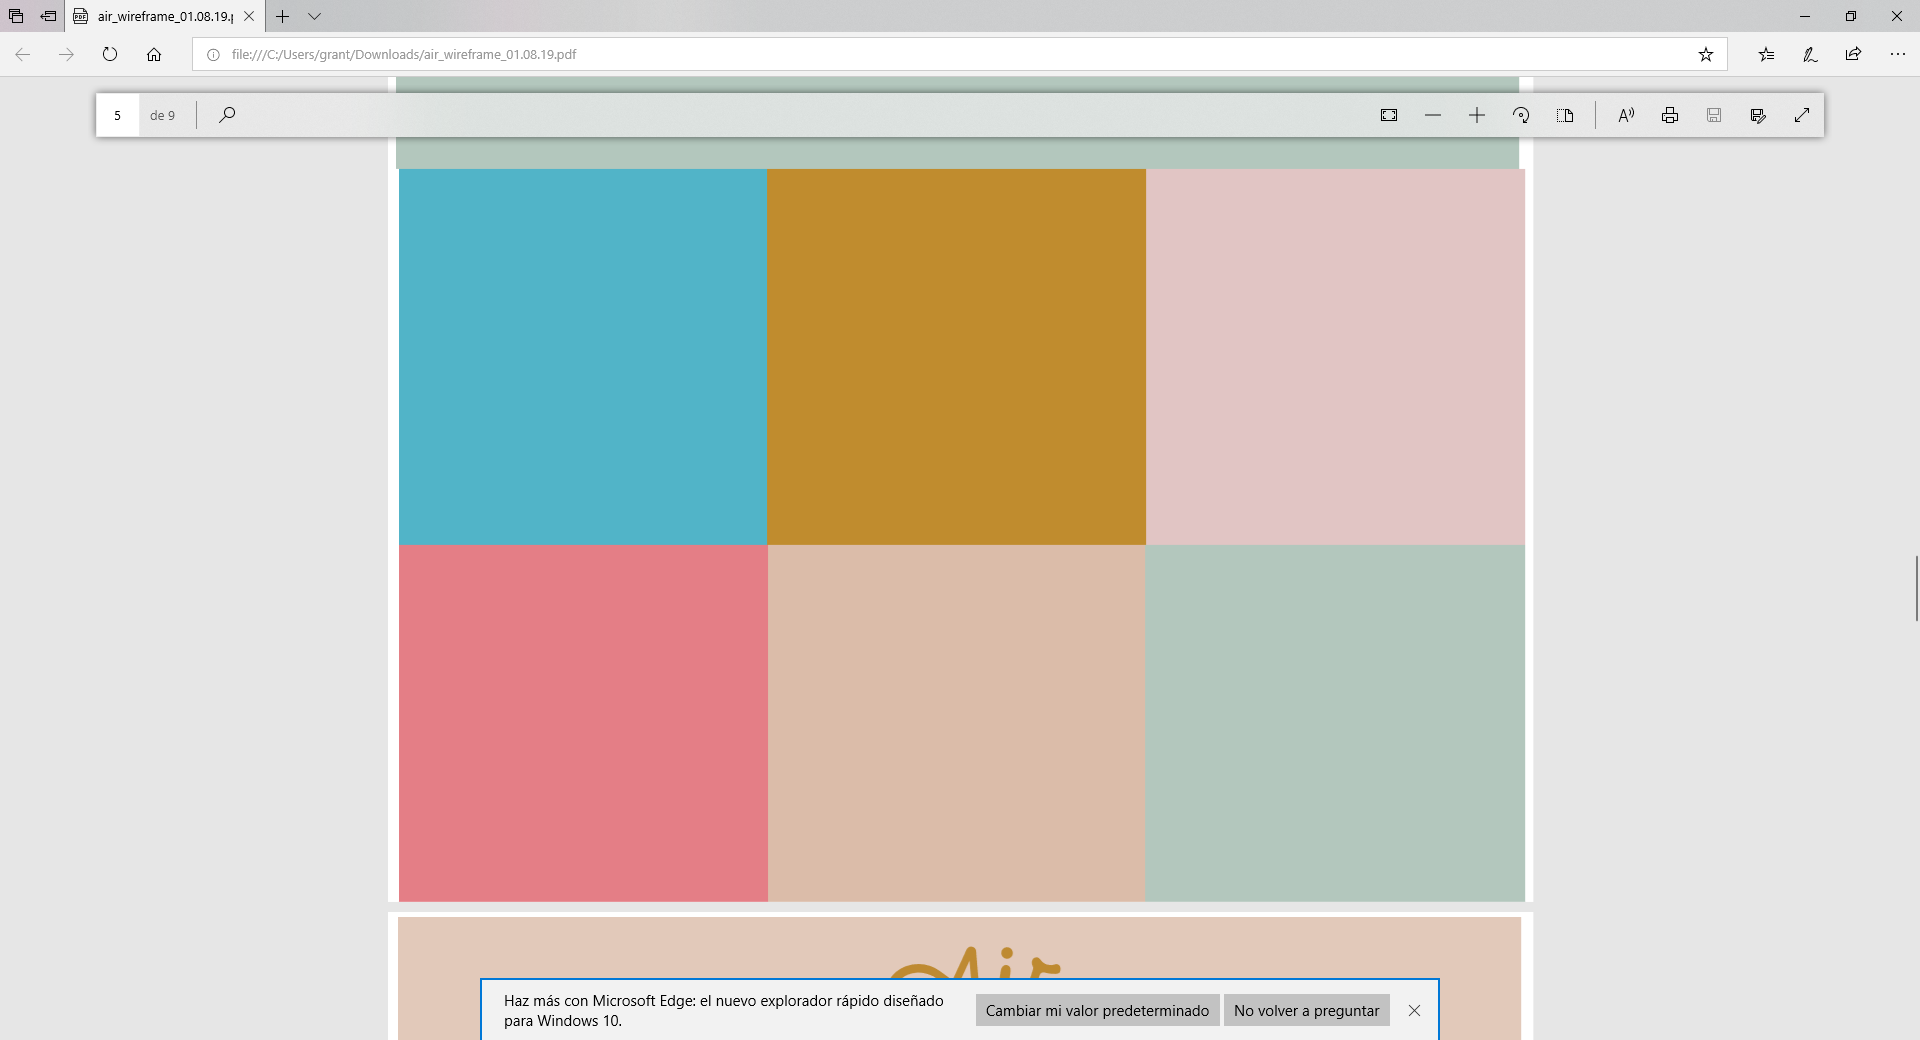 air_wireframe_01.08.19.p
file:///C:/Users/grant/Downloads/air_wireframe_01.08.19.pdf
5 de 9
Air
Haz más con Microsoft Edge: el nuevo explorador rápido diseñado
para Windows 10.
Cambiar mi valor predeterminado
No volver a preguntar